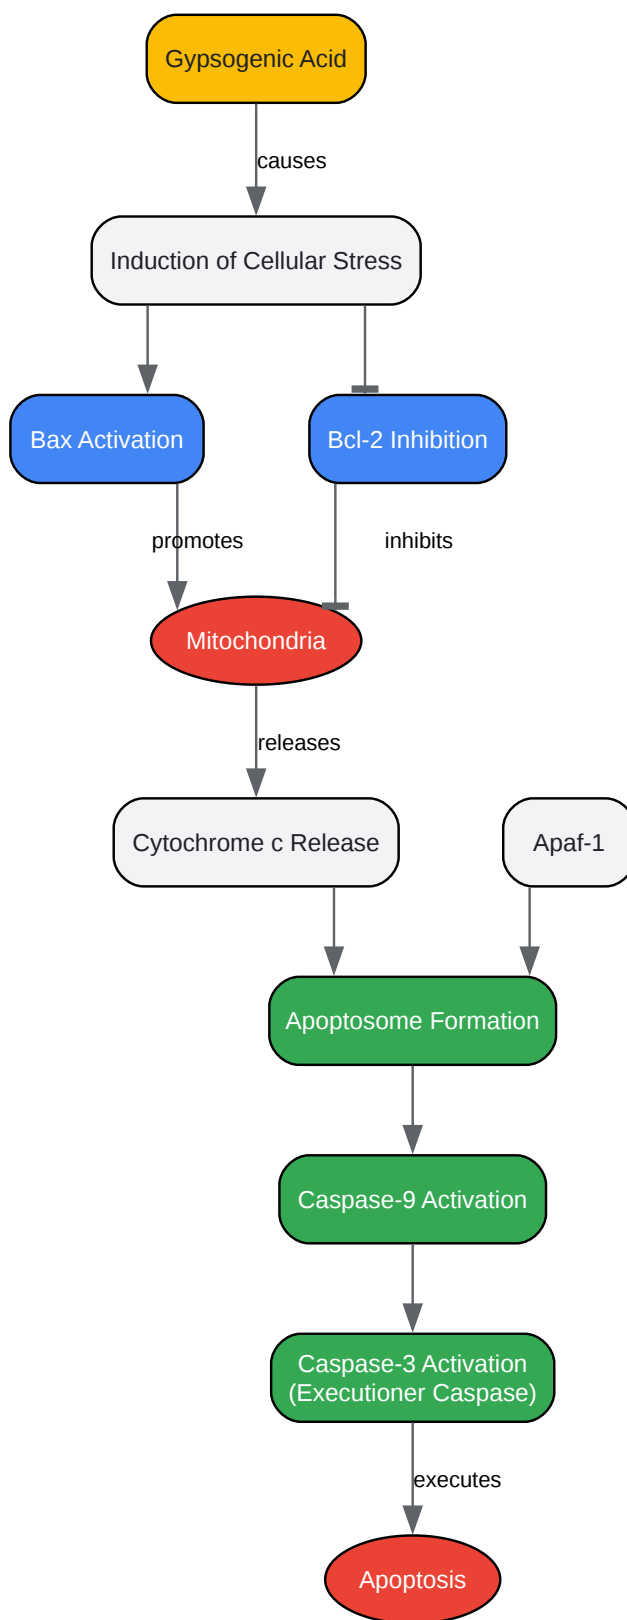 Gypsogenic Acid
causes
Induction of Cellular Stress
Bax Activation
Bcl-2 Inhibition
promotes
inhibits
Mitochondria
releases
Cytochrome c Release
Apaf-1
Apoptosome Formation
Caspase-9 Activation
Caspase-3 Activation
(Executioner Caspase)
executes
Apoptosis